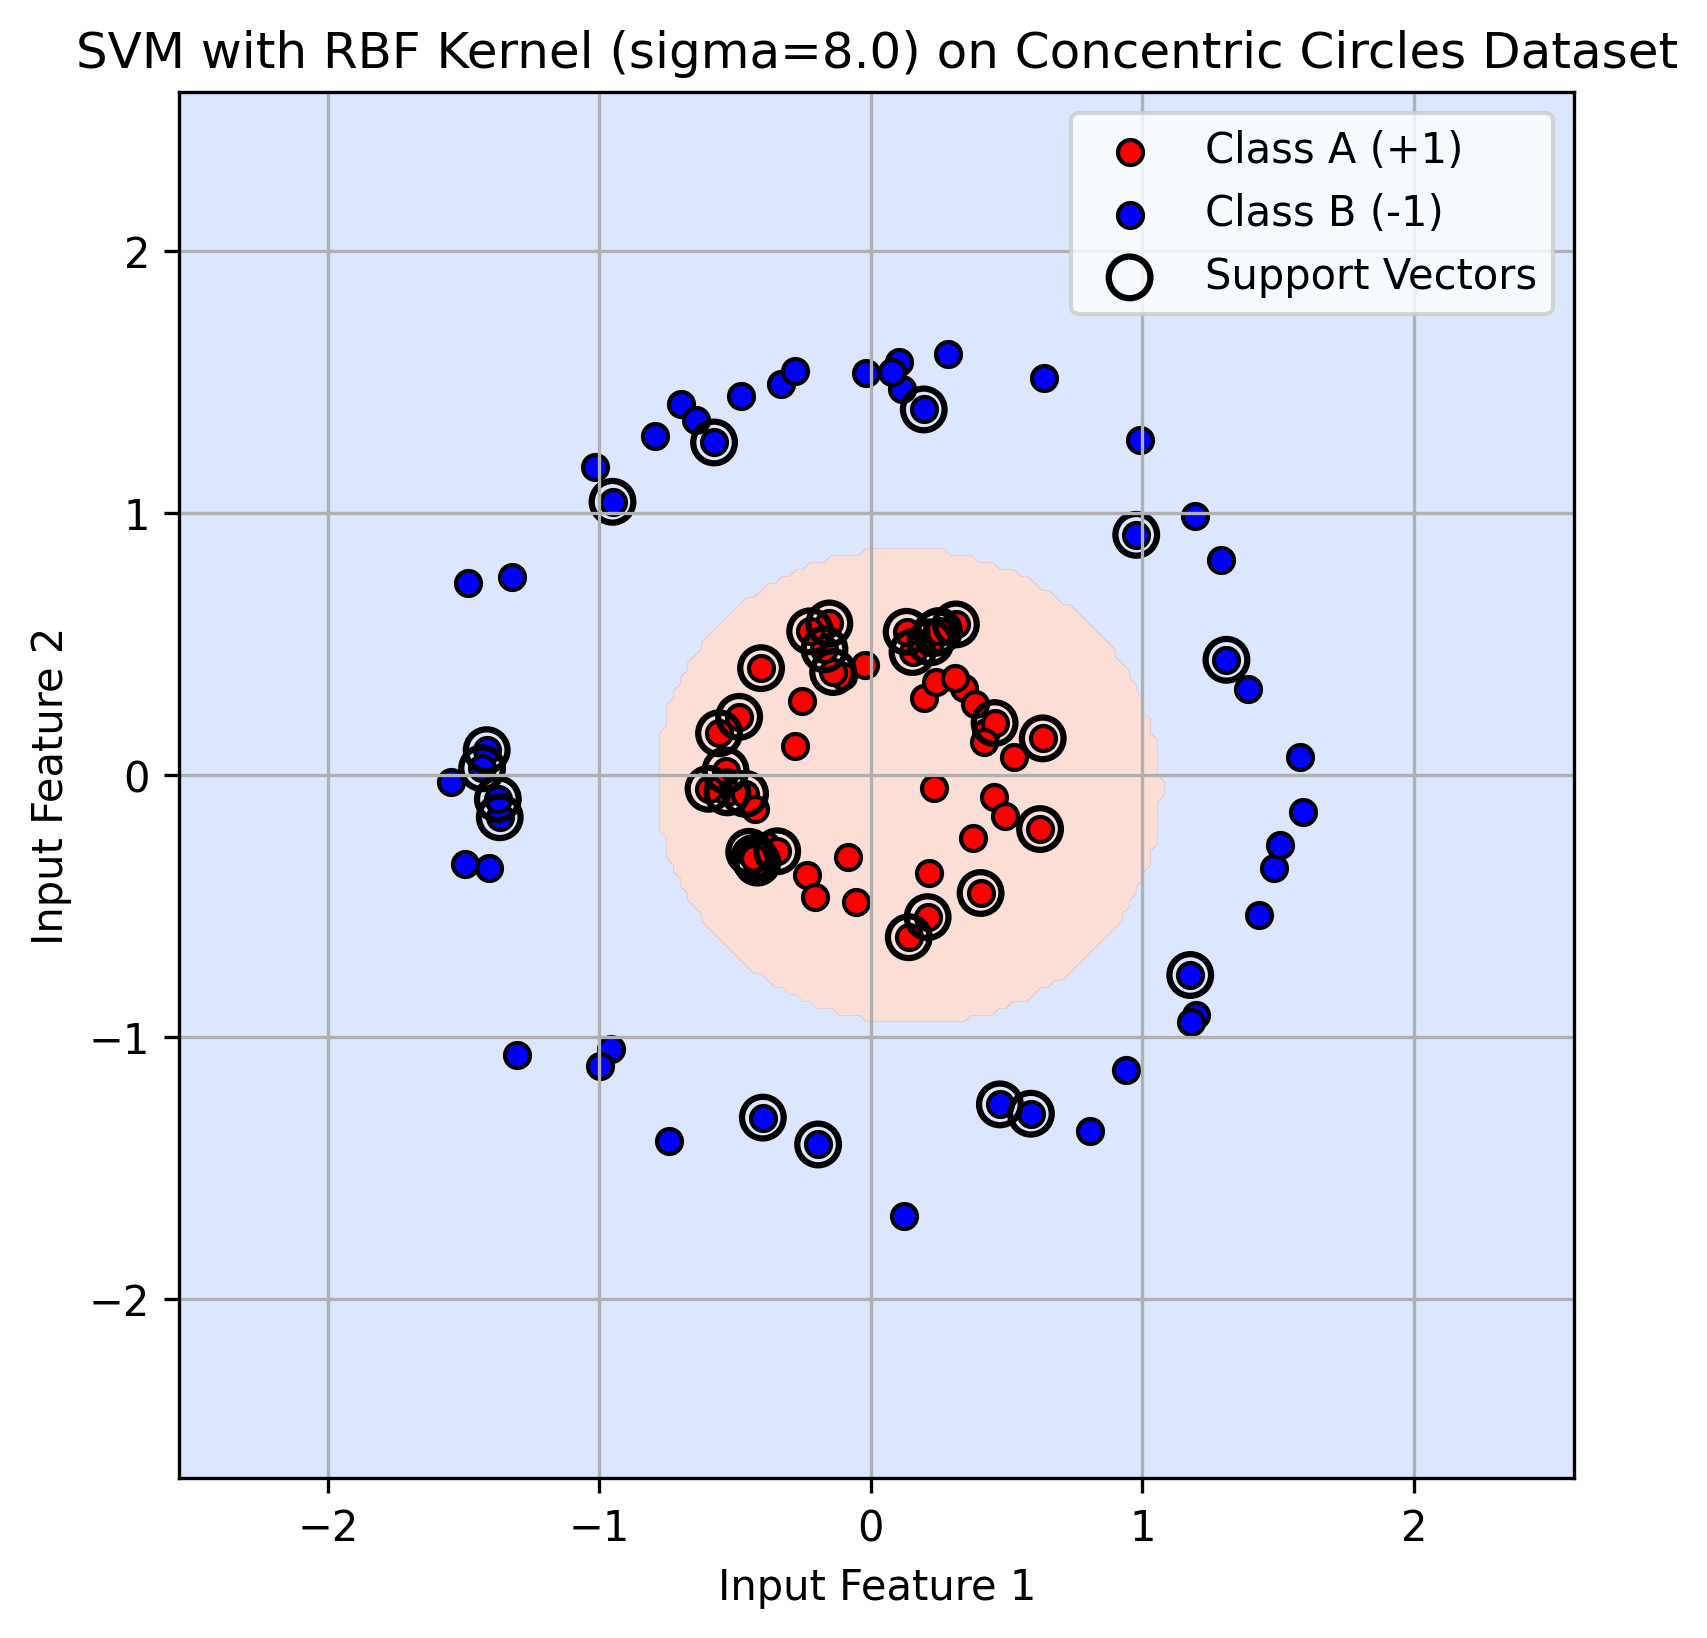 SVM with RBF Kernel (sigma=8.0) on Concentric Circles Dataset
Class A (+1)
Class B (-1)
Support Vectors
2
1
0
−1
−2
Input Feature 2
−2
−1
0
1
2
Input Feature 1